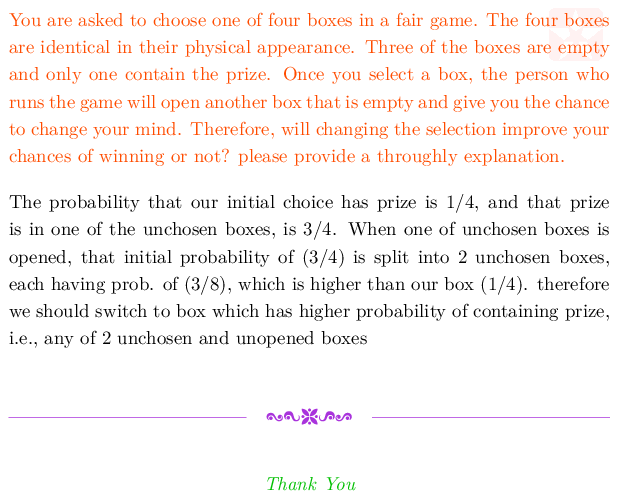 You are asked to choose one of four boxes in a fair game. The four boxes
are identical in their physical appearance. Three of the boxes are empty
and only one contain the prize. Once you select a box, the person who
runs the game will open another box that is empty and give you the chance
to change your mind. Therefore, will changing the selection improve your
chances of winning or not? please provide a throughly explanation.
The probability that our initial choice has prize is 1/4, and that prize
is in one of the unchosen boxes, is 3/4. When one of unchosen boxes is
opened, that initial probability of (3/4) is split into 2 unchosen boxes,
each having prob. of (3/8), which is higher than our box (1/4). therefore
we should switch to box which has higher probability of containing prize,
i.e., any of 2 unchosen and unopened boxes
Thank You